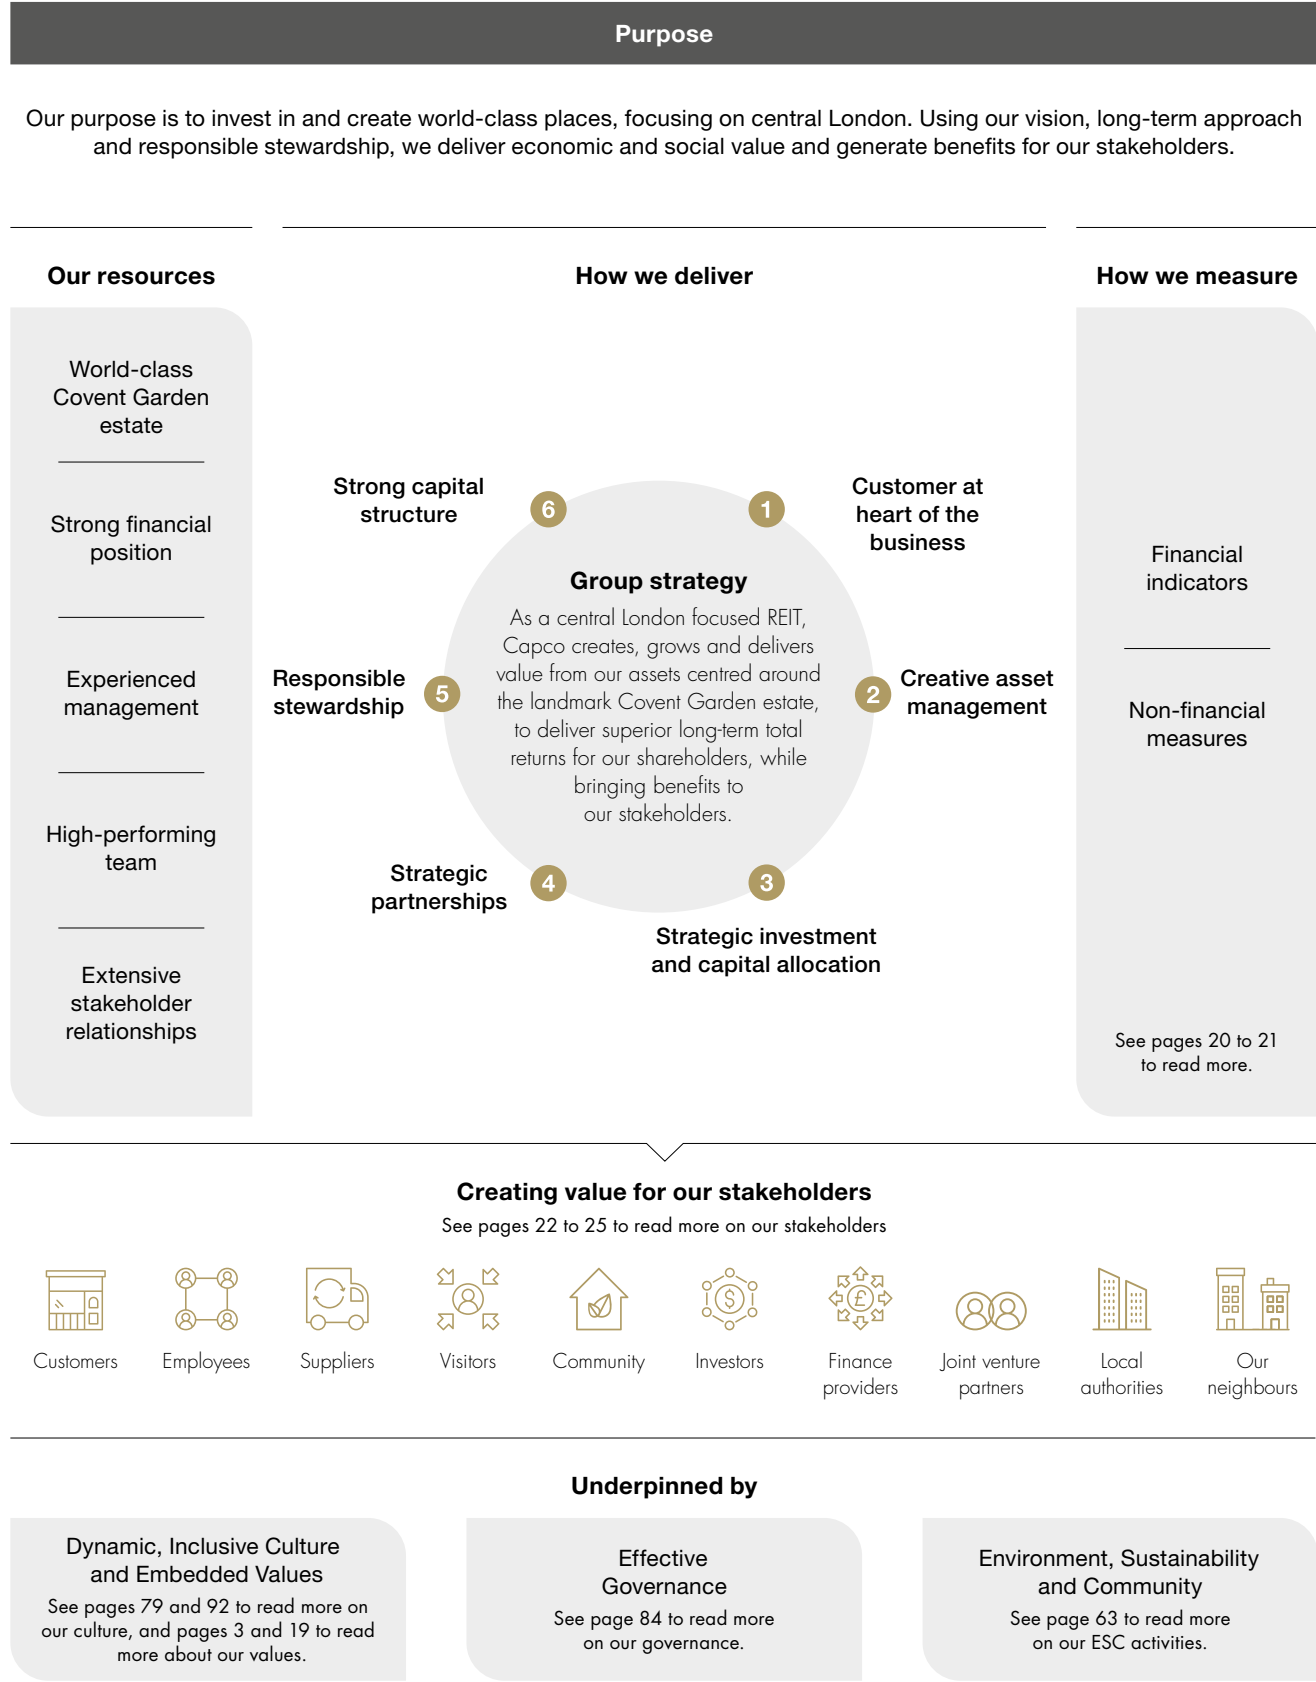 Purpose
Our purpose is to invest in and create world-class places, focusing on central London. Using our vision, long-term approach
and responsible stewardship, we deliver economic and social value and generate benefits for our stakeholders.
Our resources
World-class
Covent Garden
estate
Strong financial
position
Experienced
management
High-performing
team
Extensive
stakeholder
relationships
How we deliver
Group strategy
As a central London focused REIT,
Capco creates, grows and delivers
value from our assets centred around
the landmark Covent Garden estate,
to deliver superior long-term total
returns for our shareholders, while
bringing benefits to
our stakeholders.
1
Customer at
heart of the
business
2
Creative asset
management
3
Strategic investment
and capital allocation
4
Strategic
partnerships
5
Responsible
stewardship
6
Strong capital
structure
How we measure
Financial
indicators
Non-financial
measures
See pages 20 to 21
to read more.
Creating value for our stakeholders
See pages 22 to 25 to read more on our stakeholders
Customers
Employees
Suppliers
Visitors
Community
$
Investors
£
Finance
providers
Joint venture
partners
Local
authorities
Our
neighbours
Underpinned by
Dynamic, Inclusive Culture
and Embedded Values
See pages 79 and 92 to read more on
our culture, and pages 3 and 19 to read
more about our values.
Effective
Governance
See page 84 to read more
on our governance.
Environment, Sustainability
and Community
See page 63 to read more
on our ESC activities.